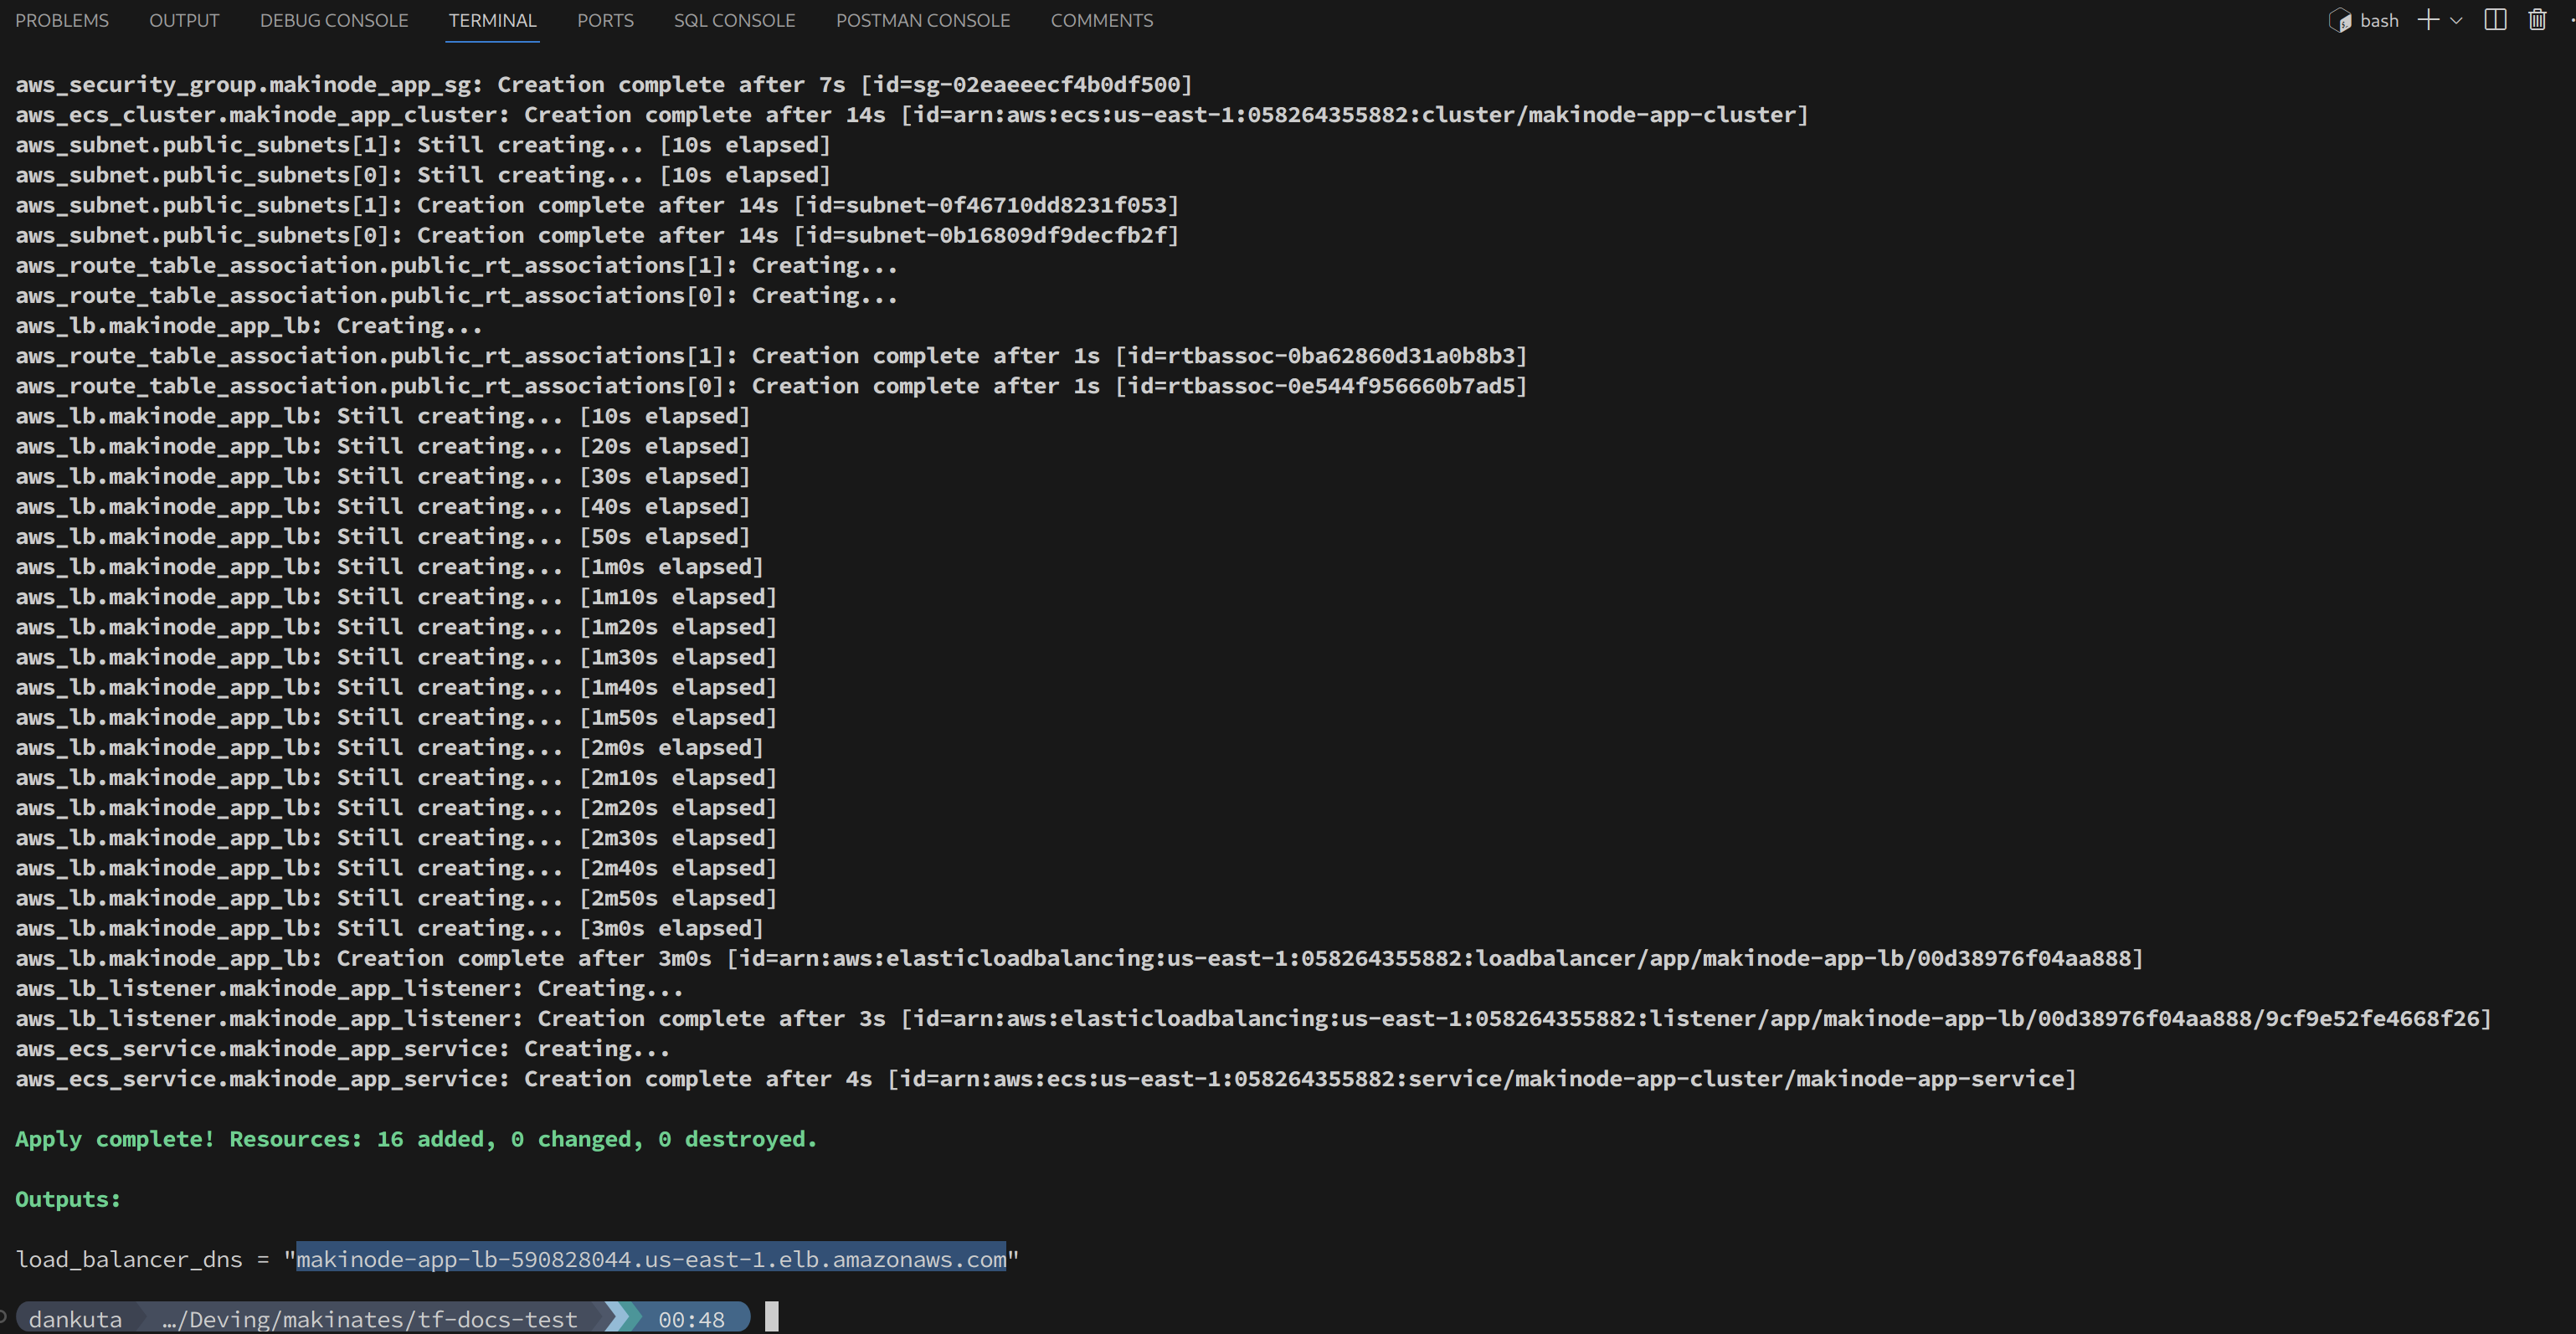 PROBLEMS OUTPUT DEBUG CONSOLE TERMINAL PORTS SQL CONSOLE POSTMAN CONSOLE COMMENTS bash
aws_security_group.makinode_app_sg: Creation complete after 7s [id=sg-02eaeeecf4b0df500]
aws_ecs_cluster.makinode_app_cluster: Creation complete after 14s [id=arn:aws:ecs:us-east-1:058264355882:cluster/makinode-app-cluster]
aws_subnet.public_subnets[1]: Still creating... [10s elapsed]
aws_subnet.public_subnets[0]: Still creating... [10s elapsed]
aws_subnet.public_subnets[1]: Creation complete after 14s [id=subnet-0f46710dd8231f053]
aws_subnet.public_subnets[0]: Creation complete after 14s [id=subnet-0b16809df9decfb2f]
aws_route_table_association.public_rt_associations[1]: Creating...
aws_route_table_association.public_rt_associations[0]: Creating...
aws_lb.makinode_app_lb: Creating...
aws_route_table_association.public_rt_associations[1]: Creation complete after 1s [id=rtbassoc-0ba62860d31a0b8b3]
aws_route_table_association.public_rt_associations[0]: Creation complete after 1s [id=rtbassoc-0e544f956660b7ad5]
aws_lb.makinode_app_lb: Still creating... [10s elapsed]
aws_lb.makinode_app_lb: Still creating... [20s elapsed]
aws_lb.makinode_app_lb: Still creating... [30s elapsed]
aws_lb.makinode_app_lb: Still creating... [40s elapsed]
aws_lb.makinode_app_lb: Still creating... [50s elapsed]
aws_lb.makinode_app_lb: Still creating... [1m0s elapsed]
aws_lb.makinode_app_lb: Still creating... [1m10s elapsed]
aws_lb.makinode_app_lb: Still creating... [1m20s elapsed]
aws_lb.makinode_app_lb: Still creating... [1m30s elapsed]
aws_lb.makinode_app_lb: Still creating... [1m40s elapsed]
aws_lb.makinode_app_lb: Still creating... [1m50s elapsed]
aws_lb.makinode_app_lb: Still creating... [2m0s elapsed]
aws_lb.makinode_app_lb: Still creating... [2m10s elapsed]
aws_lb.makinode_app_lb: Still creating... [2m20s elapsed]
aws_lb.makinode_app_lb: Still creating... [2m30s elapsed]
aws_lb.makinode_app_lb: Still creating... [2m40s elapsed]
aws_lb.makinode_app_lb: Still creating... [2m50s elapsed]
aws_lb.makinode_app_lb: Still creating... [3m0s elapsed]
aws_lb.makinode_app_lb: Creation complete after 3m0s [id=arn:aws:elasticloadbalancing:us-east-1:058264355882:loadbalancer/app/makinode-app-lb/00d38976f04aa888]
aws_lb_listener.makinode_app_listener: Creating...
aws_lb_listener.makinode_app_listener: Creation complete after 3s [id=arn:aws:elasticloadbalancing:us-east-1:058264355882:listener/app/makinode-app-lb/00d38976f04aa888/9cf9e52fe4668f26]
aws_ecs_service.makinode_app_service: Creating...
aws_ecs_service.makinode_app_service: Creation complete after 4s [id=arn:aws:ecs:us-east-1:058264355882:service/makinode-app-cluster/makinode-app-service]
Apply complete! Resources: 16 added, 0 changed, 0 destroyed.
Outputs:
load_balancer_dns = "makinode-app-lb-590828044.us-east-1.elb.amazonaws.com"
dankuta …/Deving/makinates/tf-docs-test 00:48